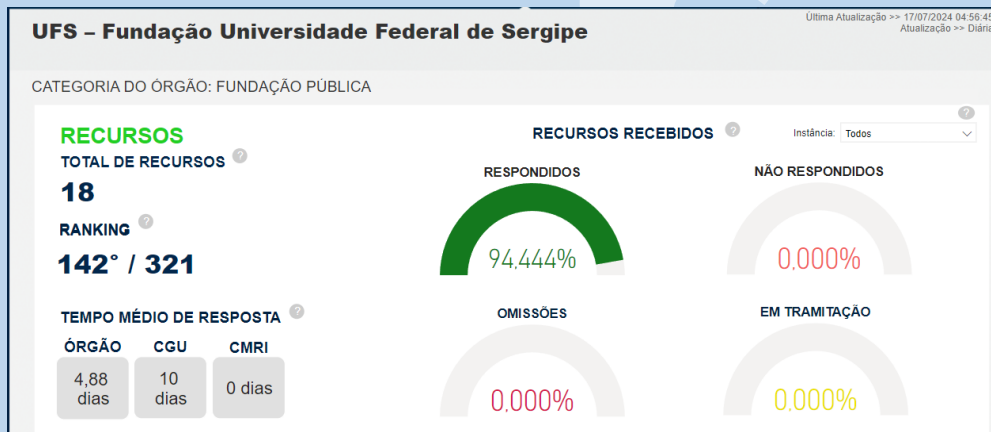 UFS – Fundação Universidade Federal de Sergipe
Última Atualização >> 17/07/2024 04:56:45
Atualização >> Diária
CATEGORIA DO ÓRGÃO: FUNDAÇÃO PÚBLICA
?
RECURSOS
TOTAL DE RECURSOS ?
18
RANKING ?
142° / 321
TEMPO MÉDIO DE RESPOSTA ?
ÓRGÃO CGU CMRI
4,88 dias
10 dias
0 dias
RECURSOS RECEBIDOS ?
Instância: Todos
RESPONDIDOS
94,444%
NÃO RESPONDIDOS
0,000%
OMISSÕES
0,000%
EM TRAMITAÇÃO
0,000%